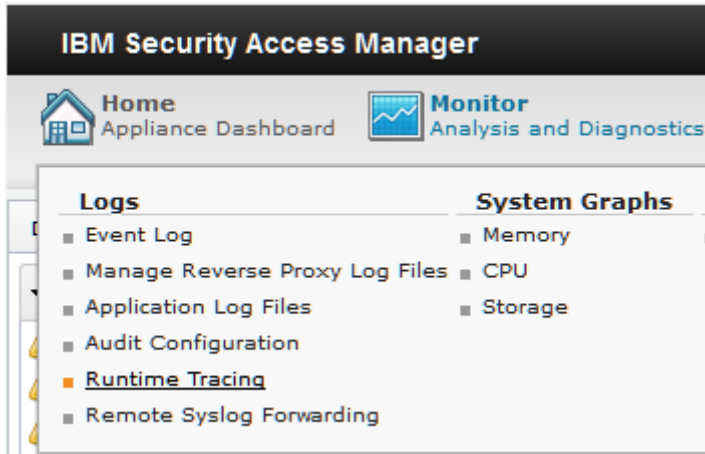 IBM Security Access Manager
Home
Appliance Dashboard
Monitor
Analysis and Diagnostics
Logs
Event Log
Manage Reverse Proxy Log Files
Application Log Files
Audit Configuration
Runtime Tracing
Remote Syslog Forwarding
System Graphs
Memory
CPU
Storage